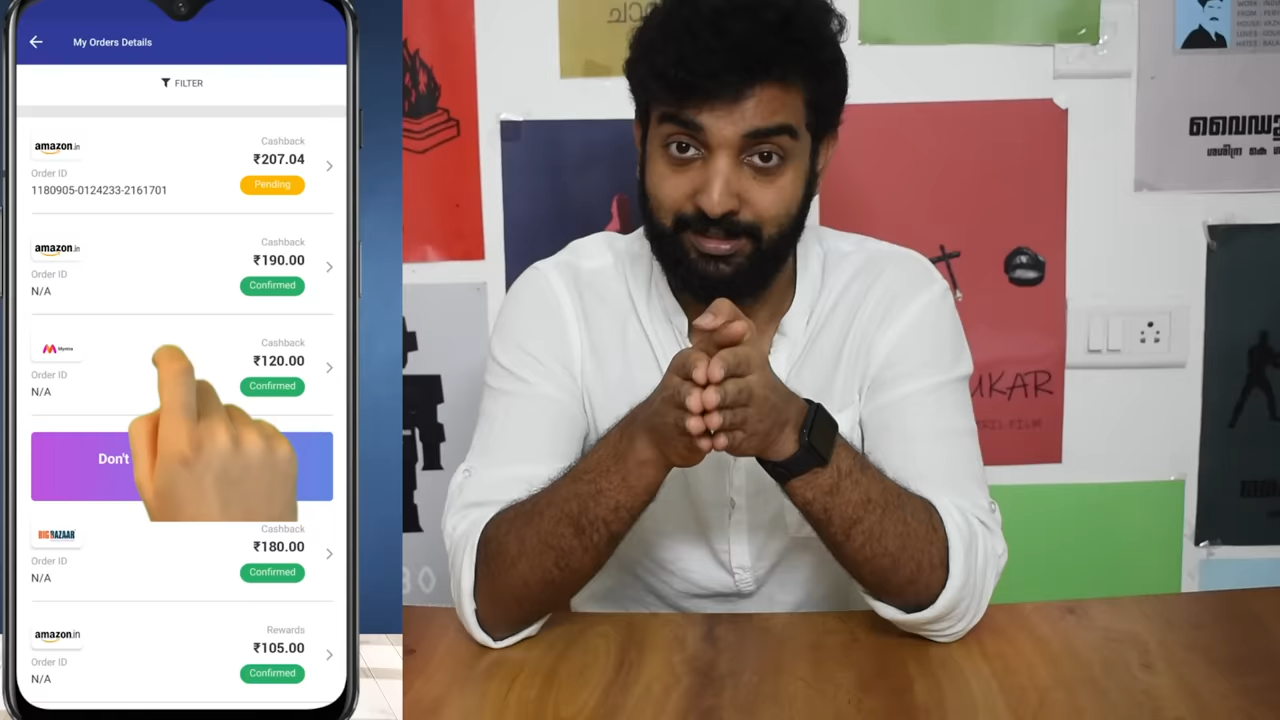 My Orders Details
FILTER
amazon.in
Cashback
₹207.04
Order ID
1180905-0124233-2161701
Pending
amazon.in
Cashback
₹190.00
Order ID
N/A
Confirmed
Myntra
Cashback
₹120.00
Order ID
N/A
Confirmed
Don't
BIG BAZAAR
Cashback
₹180.00
Order ID
N/A
Confirmed
amazon.in
Rewards
₹105.00
Order ID
N/A
Confirmed
UKAR